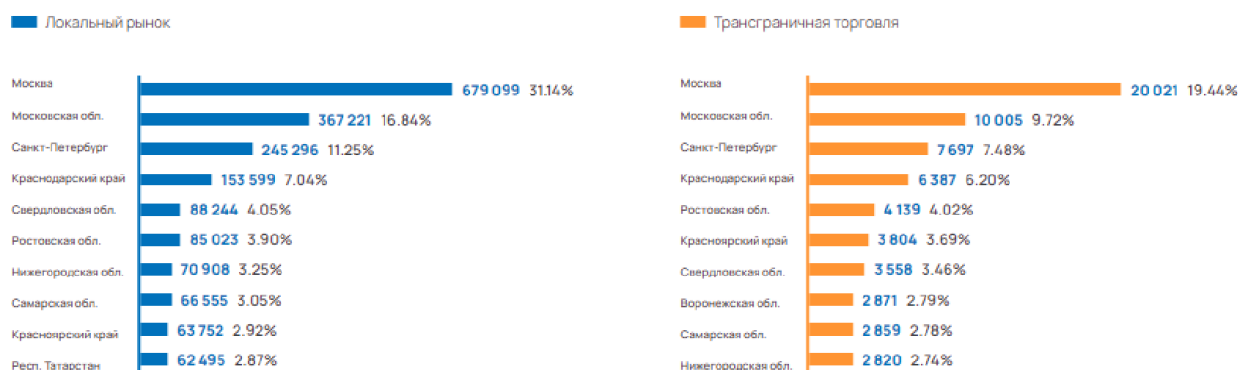 Локальный рынок
Москва 679 099 31.14%
Московская обл. 367 221 16.84%
Санкт-Петербург 245 296 11.25%
Краснодарский край 153 599 7.04%
Свердловская обл. 88 244 4.05%
Ростовская обл. 85 023 3.90%
Нижегородская обл. 70 908 3.25%
Самарская обл. 66 555 3.05%
Красноярский край 63 752 2.92%
Респ. Татарстан 62 495 2.87%
Трансграничная торговля
Москва 20 021 19.44%
Московская обл. 10 005 9.72%
Санкт-Петербург 7 697 7.48%
Краснодарский край 6 387 6.20%
Ростовская обл. 4 139 4.02%
Красноярский край 3 804 3.69%
Свердловская обл. 3 558 3.46%
Воронежская обл. 2 871 2.79%
Самарская обл. 2 859 2.78%
Нижегородская обл. 2 820 2.74%